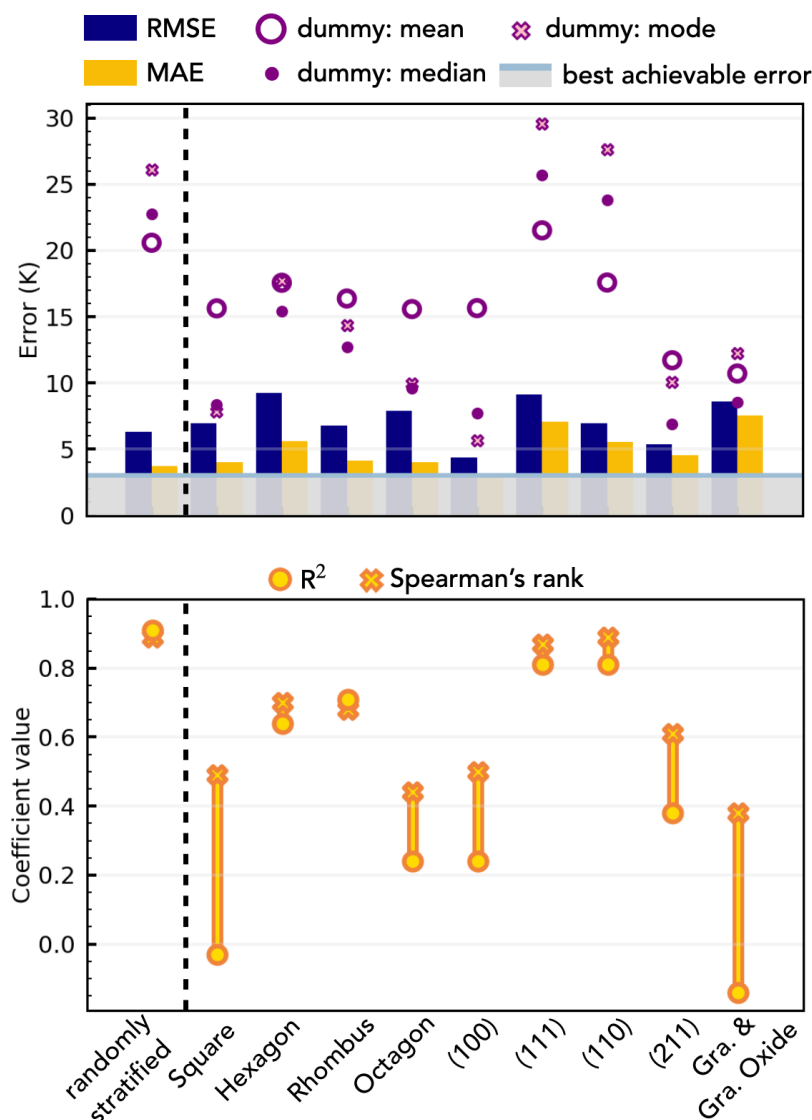 RMSE dummy: mean dummy: mode
MAE dummy: median best achievable error
30
25
20
15
10
5
0
Error (K)
R² Spearman's rank
1.0
0.8
0.6
0.4
0.2
0.0
Coefficient value
randomly
stratified
Square
Hexagon
Rhombus
Octagon
(100)
(111)
(110)
(211)
Gra. &
Gra. Oxide